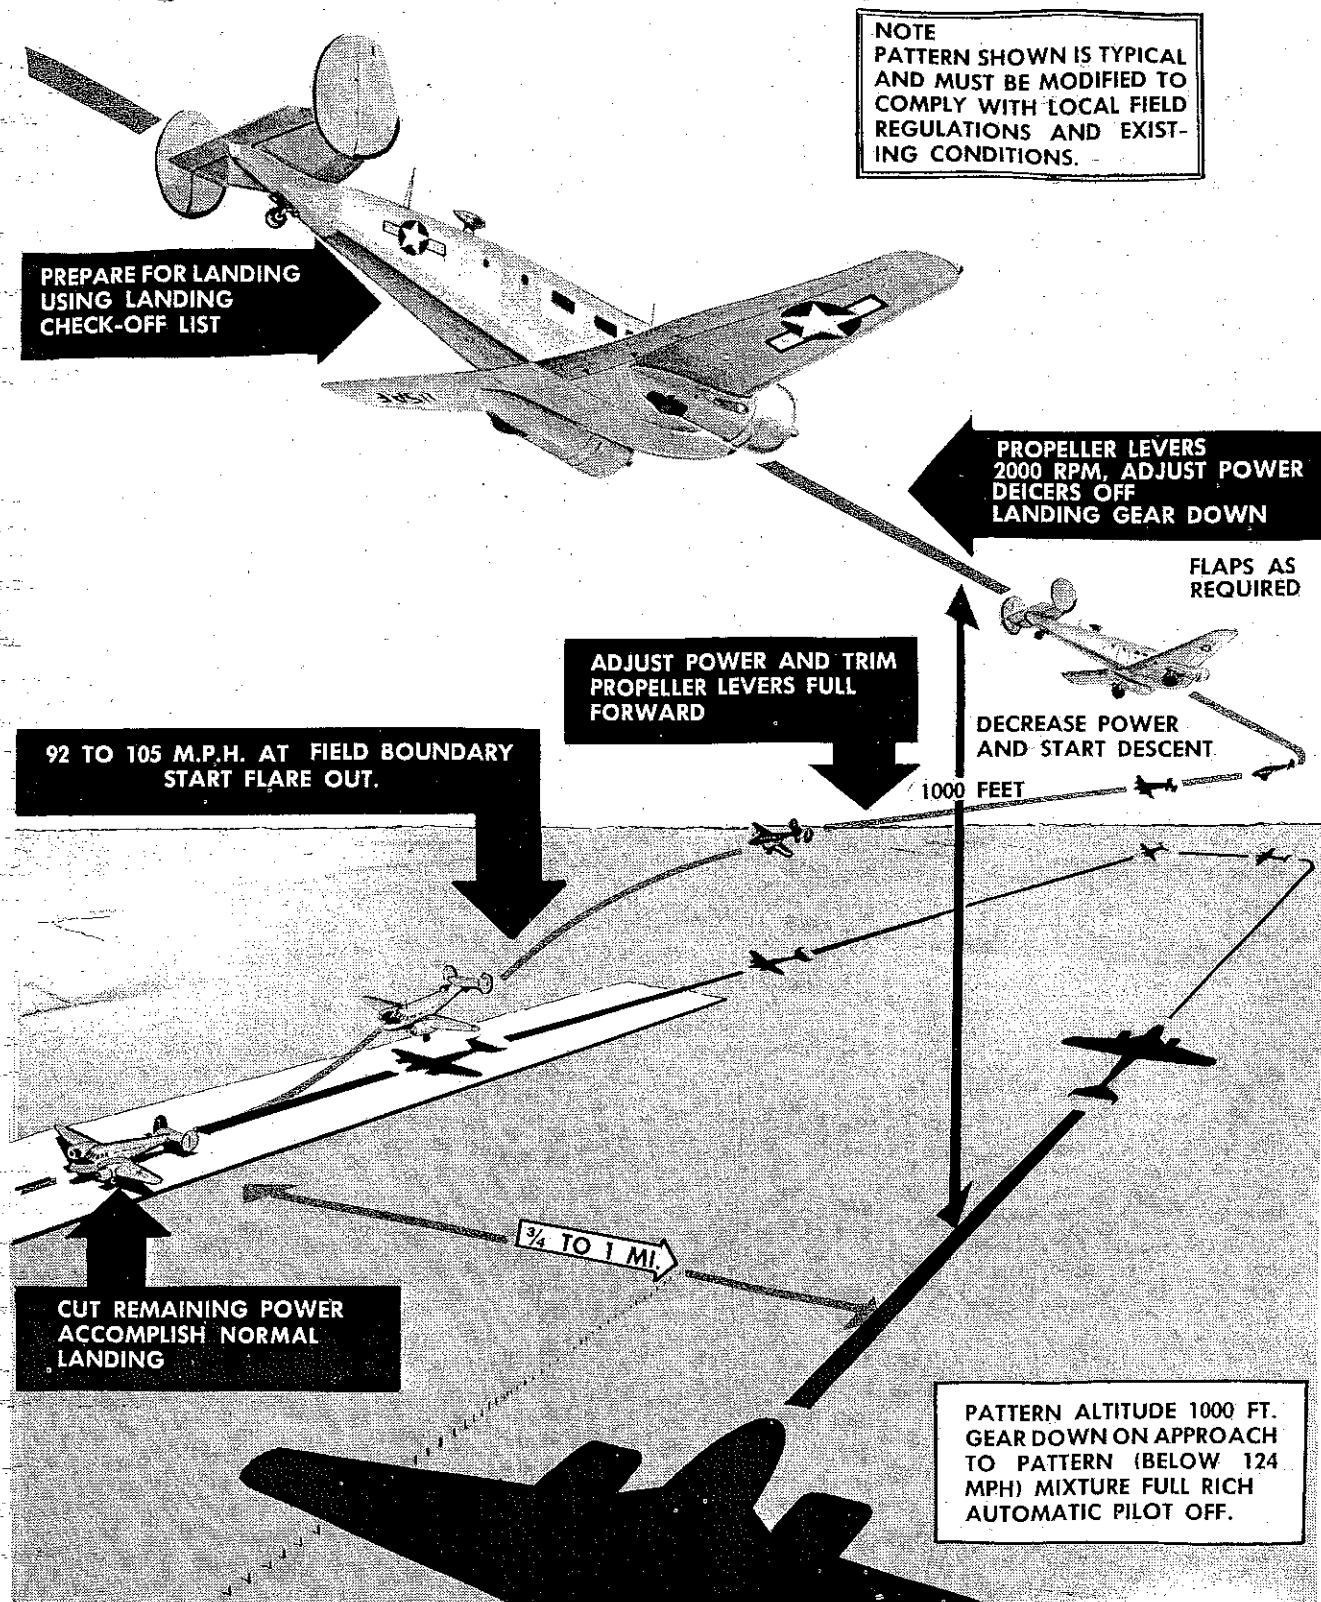 NOTE
PATTERN SHOWN IS TYPICAL
AND MUST BE MODIFIED TO
COMPLY WITH LOCAL FIELD
REGULATIONS AND EXIST-
ING CONDITIONS.
PREPARE FOR LANDING
USING LANDING
CHECK-OFF LIST
PROPELLER LEVERS
2000 RPM, ADJUST POWER
DEICERS OFF
LANDING GEAR DOWN
FLAPS AS
REQUIRED
ADJUST POWER AND TRIM
PROPELLER LEVERS FULL
FORWARD
DECREASE POWER
AND START DESCENT
1000 FEET
92 TO 105 M.P.H. AT FIELD BOUNDARY
START FLARE OUT.
¾ TO 1 MI.
CUT REMAINING POWER
ACCOMPLISH NORMAL
LANDING
PATTERN ALTITUDE 1000 FT.
GEAR DOWN ON APPROACH
TO PATTERN (BELOW 124
MPH) MIXTURE FULL RICH
AUTOMATIC PILOT OFF.